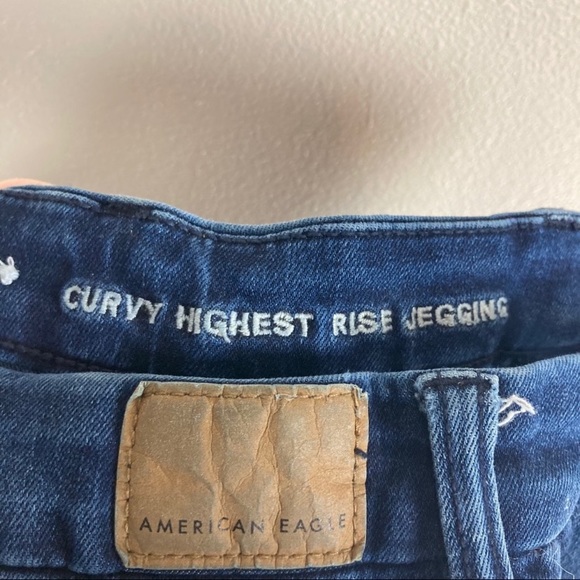 CURVY HIGHEST RISE JEGGING
AMERICAN EAGLE